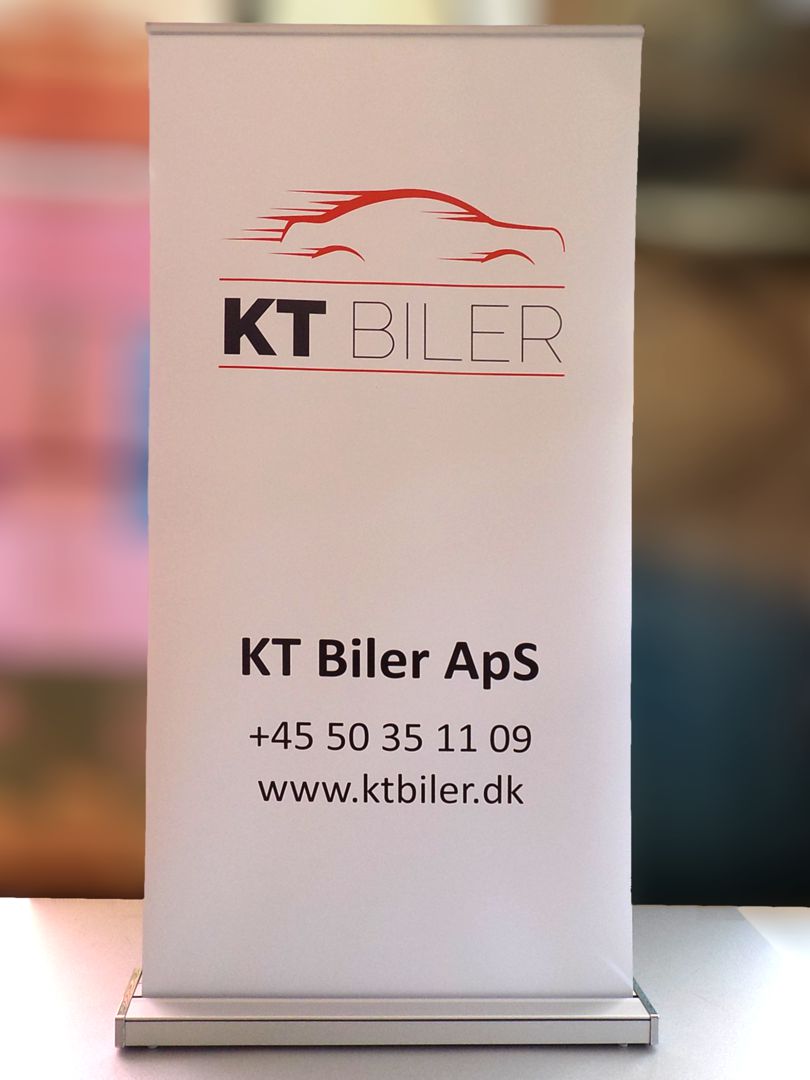 KT BILER
KT Biler ApS
+45 50 35 11 09
www.ktbiler.dk